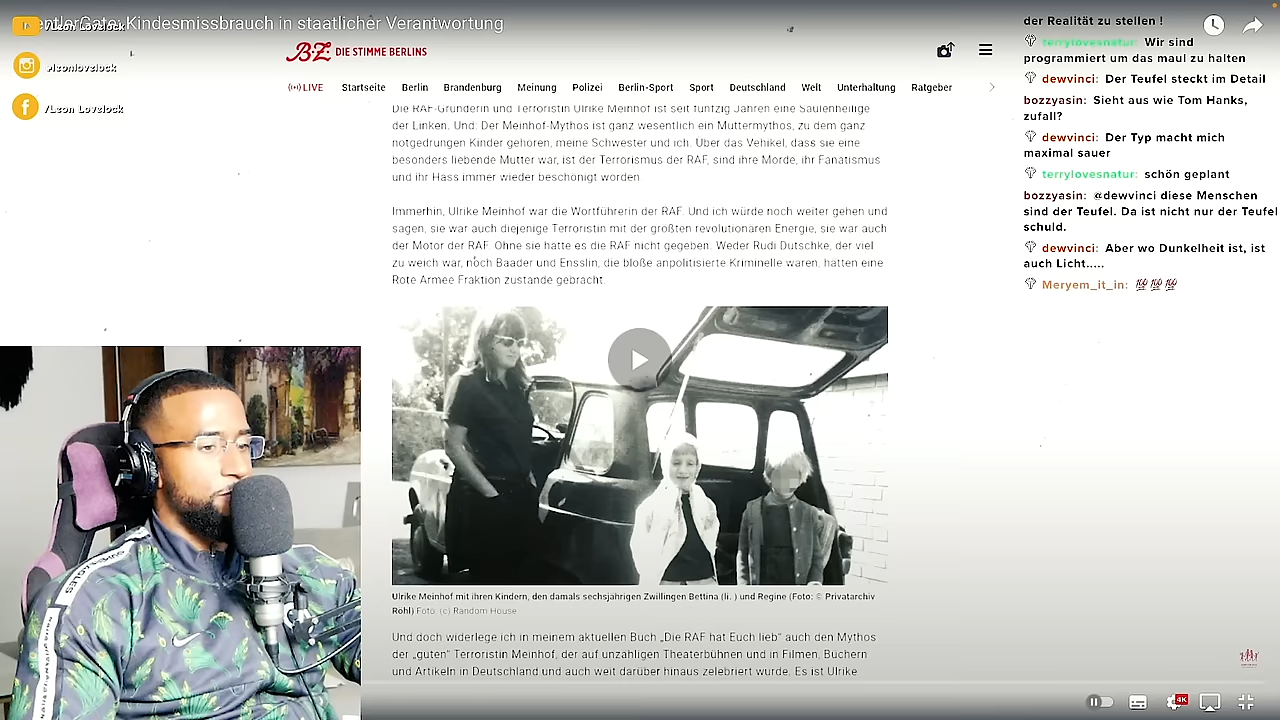 entlerGate: Kindesmissbrauch in staatlicher Verantwortung
/Leon Lovelock
/leonlovelock
/Leon Lovelock
BZ: DIE STIMME BERLINS
LIVE Startseite Berlin Brandenburg Meinung Polizei Berlin-Sport Sport Deutschland Welt Unterhaltung Ratgeber
Die RAF-Gründerin und Terroristin Ulrike Meinhof ist seit fünfzig Jahren eine Säulenheilige
der Linken. Und: Der Meinhof-Mythos ist ganz wesentlich ein Muttermythos, zu dem ganz
notgedrungen Kinder gehören, meine Schwester und ich. Über das Vehikel, dass sie eine
besonders liebende Mutter war, ist der Terrorismus der RAF, sind ihre Morde, ihr Fanatismus
und ihr Hass immer wieder beschönigt worden.
Immerhin, Ulrike Meinhof war die Wortführerin der RAF. Und ich würde noch weiter gehen und
sagen, sie war auch diejenige Terroristin mit der größten revolutionären Energie, sie war auch
der Motor der RAF. Ohne sie hätte es die RAF nicht gegeben. Weder Rudi Dutschke, der viel
zu weich war, noch Baader und Ensslin, die bloße anpolitisierte Kriminelle waren, hätten eine
Rote Armee Fraktion zustande gebracht.
Ulrike Meinhof mit ihren Kindern, den damals sechsjährigen Zwillingen Bettina (li. ) und Regine (Foto: © Privatarchiv
Röhl) Foto: (c) Random House
Und doch widerlege ich in meinem aktuellen Buch „Die RAF hat Euch lieb“ auch den Mythos
der „guten“ Terroristin Meinhof, der auf unzähligen Theaterbühnen und in Filmen, Büchern
und Artikeln in Deutschland und auch weit darüber hinaus zelebriert wurde. Es ist Ulrike
der Realität zu stellen !
terrylovesnatur: Wir sind
programmiert um das maul zu halten
dewvinci: Der Teufel steckt im Detail
bozzyasin: Sieht aus wie Tom Hanks,
zufall?
dewvinci: Der Typ macht mich
maximal sauer
terrylovesnatur: schön geplant
bozzyasin: @dewvinci diese Menschen
sind der Teufel. Da ist nicht nur der Teufel
schuld.
dewvinci: Aber wo Dunkelheit ist, ist
auch Licht.....
Meryem_it_in: 💯💯💯
4K